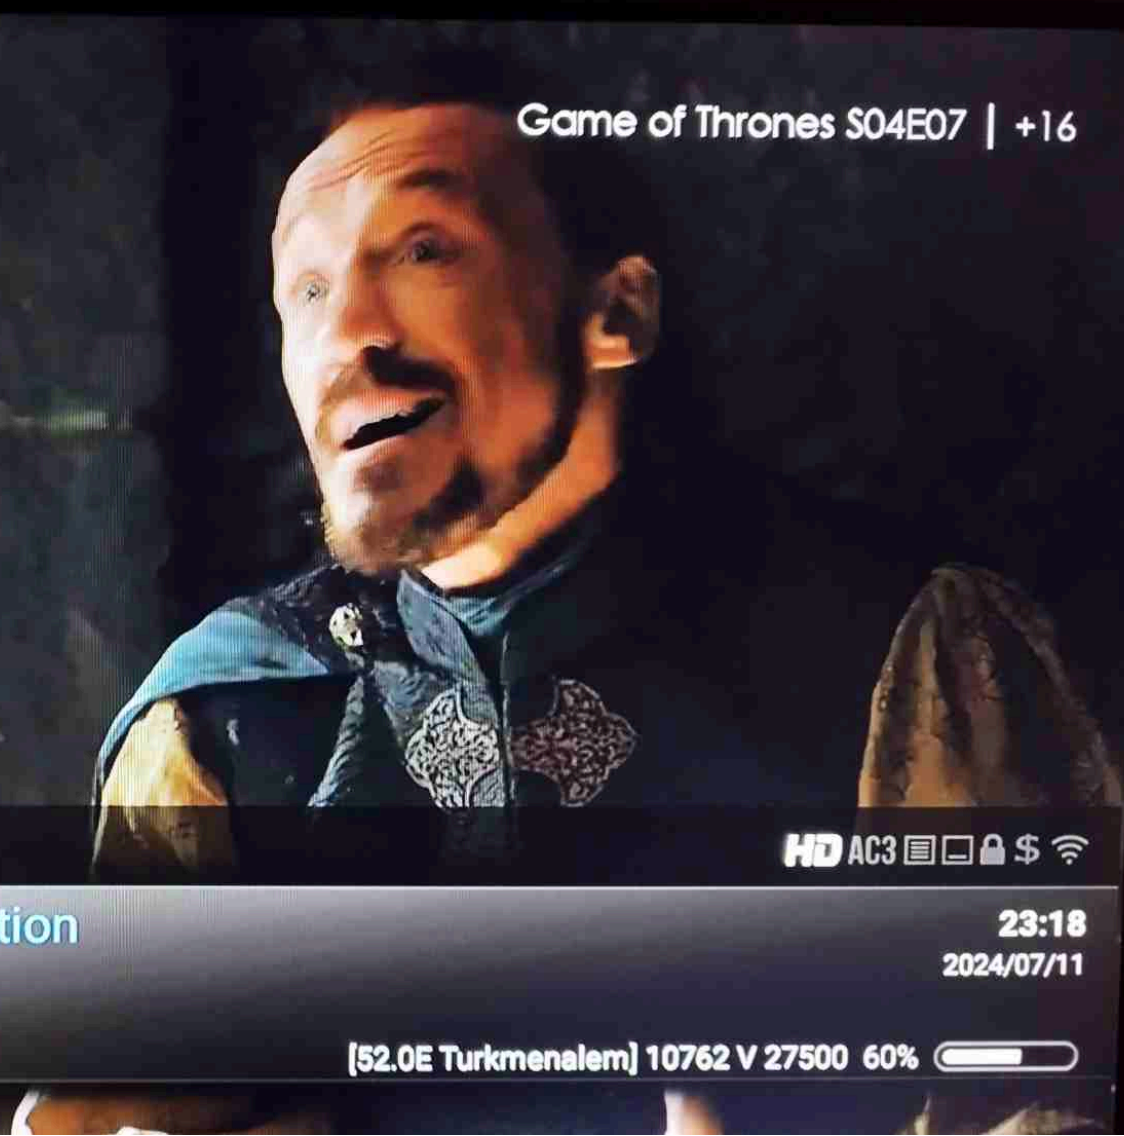 Game of Thrones S04E07 | +16
HD AC3 $
tion
23:18
2024/07/11
[52.0E Turkmenalem] 10762 V 27500 60%